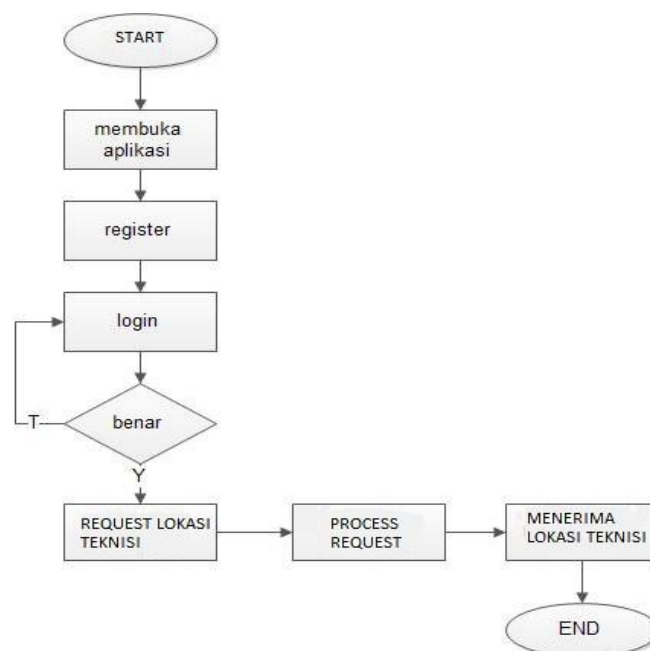 START
membuka
aplikasi
register
login
benar
T
Y
REQUEST LOKASI
TEKNISI
PROCESS
REQUEST
MENERIMA
LOKASI TEKNISI
END